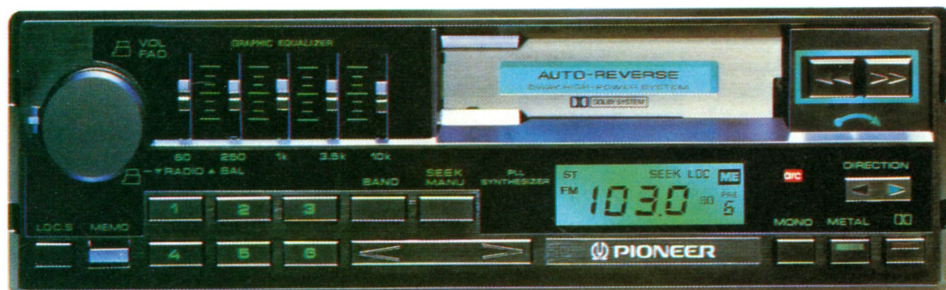 VOL
FAD
GRAPHIC EQUALIZER
AUTO-REVERSE
DOLBY SYSTEM
60 250 1k 3.5k 10k
RADIO BAL
BAND
SEEK
MANU
PLL
SYNTHESIZER
ST SEEK LOC ME
FM 103.0 PRE
5
arc
DIRECTION
MONO METAL
LOC.S MEMO
1 2 3
4 5 6
PIONEER